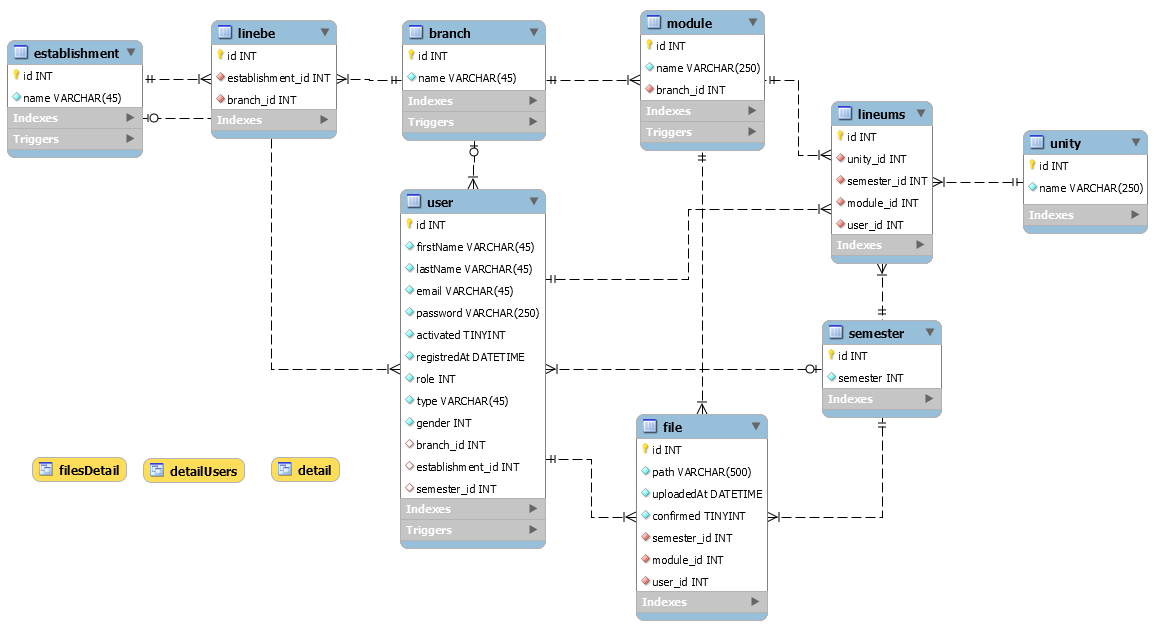 establishment
id INT
name VARCHAR(45)
Indexes
Triggers
linebe
id INT
establishment_id INT
branch_id INT
Indexes
branch
id INT
name VARCHAR(45)
Indexes
Triggers
module
id INT
name VARCHAR(250)
branch_id INT
Indexes
Triggers
lineums
id INT
unity_id INT
semester_id INT
module_id INT
user_id INT
Indexes
unity
id INT
name VARCHAR(250)
Indexes
user
id INT
firstName VARCHAR(45)
lastName VARCHAR(45)
email VARCHAR(45)
password VARCHAR(250)
activated TINYINT
registredAt DATETIME
role INT
type VARCHAR(45)
gender INT
branch_id INT
establishment_id INT
semester_id INT
Indexes
Triggers
semester
id INT
semester INT
Indexes
file
id INT
path VARCHAR(500)
uploadedAt DATETIME
confirmed TINYINT
semester_id INT
module_id INT
user_id INT
Indexes
filesDetail
detailUsers
detail